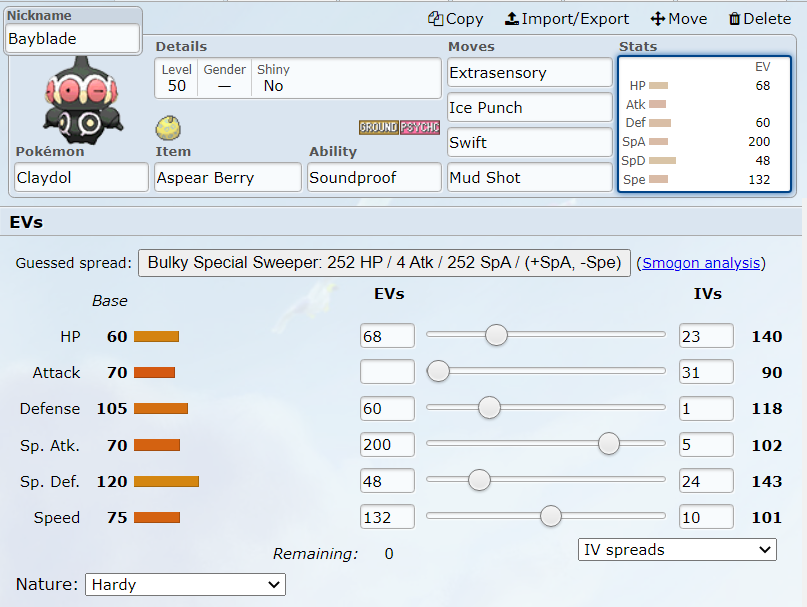 Nickname
Bayblade
Copy Import/Export Move Delete
Details
Level Gender Shiny
50 — No
GROUND PSYCHC
Pokémon Item Ability
Claydol Aspear Berry Soundproof
Moves
Extrasensory
Ice Punch
Swift
Mud Shot
Stats
EV
HP 68
Atk
Def 60
SpA 200
SpD 48
Spe 132
EVs
Guessed spread: Bulky Special Sweeper: 252 HP / 4 Atk / 252 SpA / (+SpA, -Spe) (Smogon analysis)
Base EVs IVs
HP 60 68 23 140
Attack 70 31 90
Defense 105 60 1 118
Sp. Atk. 70 200 5 102
Sp. Def. 120 48 24 143
Speed 75 132 10 101
Remaining: 0
IV spreads
Nature: Hardy